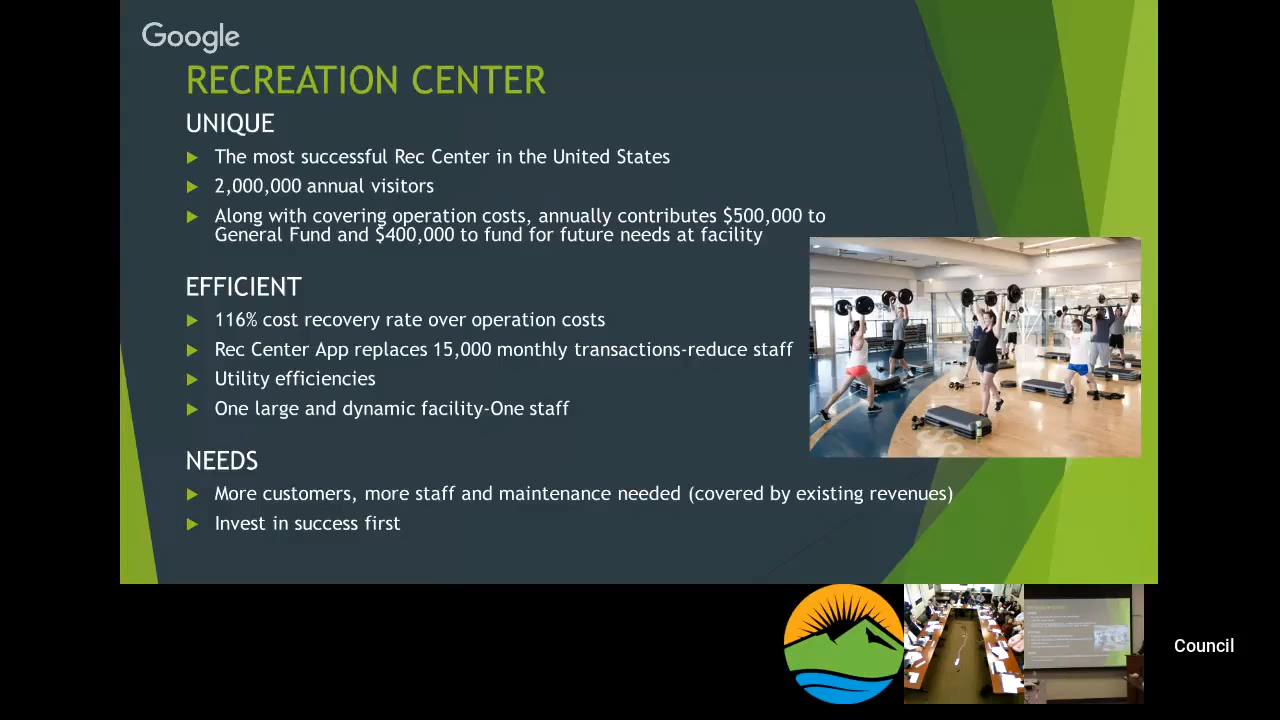 Google
RECREATION CENTER
UNIQUE
The most successful Rec Center in the United States
2,000,000 annual visitors
Along with covering operation costs, annually contributes $500,000 to
General Fund and $400,000 to fund for future needs at facility
EFFICIENT
116% cost recovery rate over operation costs
Rec Center App replaces 15,000 monthly transactions-reduce staff
Utility efficiencies
One large and dynamic facility-One staff
NEEDS
More customers, more staff and maintenance needed (covered by existing revenues)
Invest in success first
Council